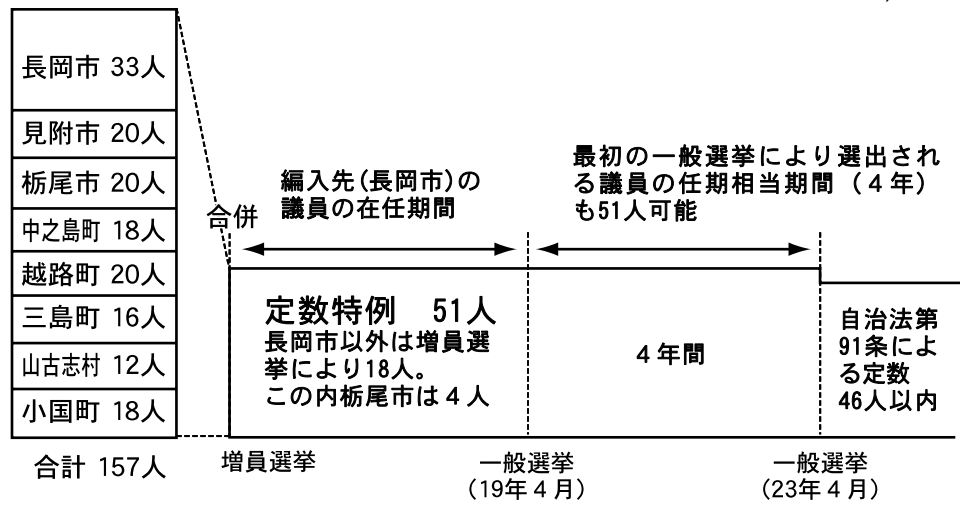 長岡市 33人
見附市 20人
栃尾市 20人
中之島町 18人
越路町 20人
三島町 16人
山古志村 12人
小国町 18人
合計 157人
合併
編入先(長岡市)の
議員の在任期間
最初の一般選挙により選出され
る議員の任期相当期間(4年)
も51人可能
定数特例 51人
長岡市以外は増員選
挙により18人。
この内栃尾市は4人
4年間
自治法第
91条によ
る定数
46人以内
増員選挙
一般選挙
(19年4月)
一般選挙
(23年4月)